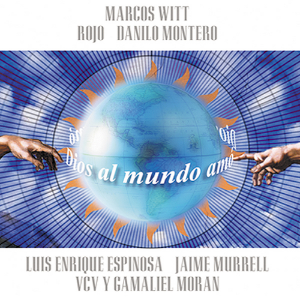 MARCOS WITT
ROJO DANILO MONTERO
Dios al mundo amó
LUIS ENRIQUE ESPINOSA JAIME MURRELL
VCV Y GAMALIEL MORAN